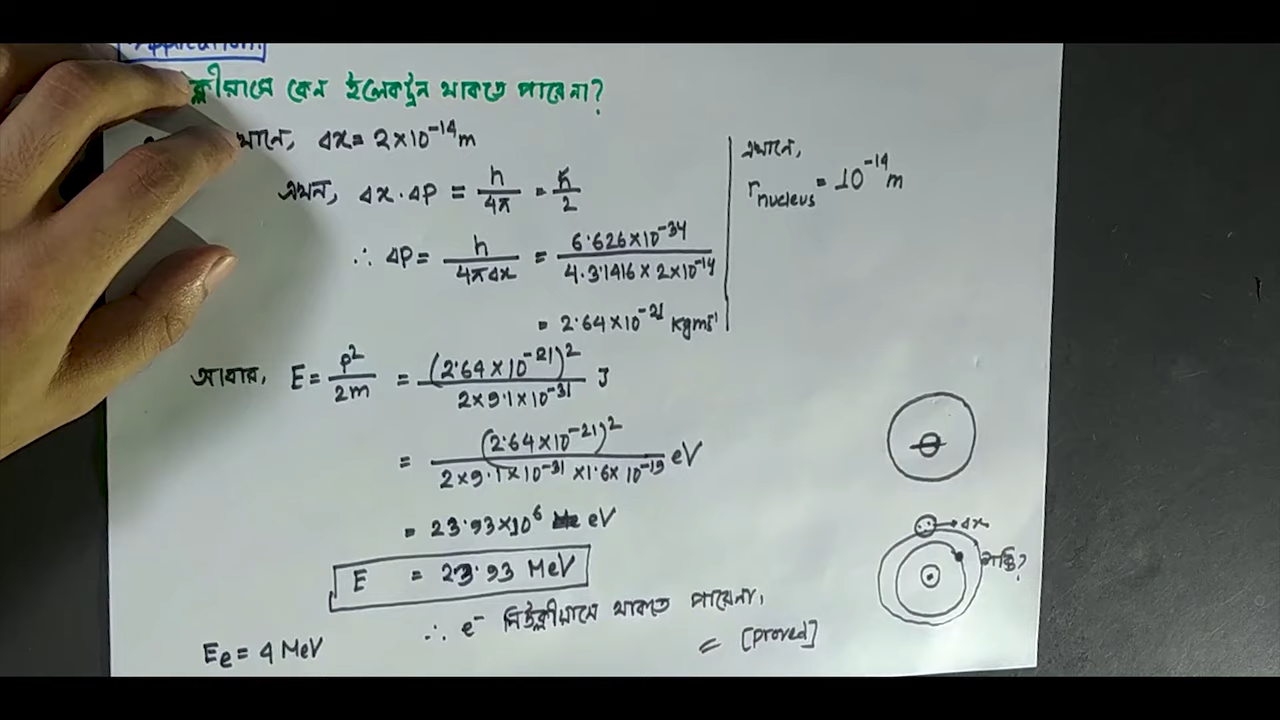 Application:
ক্লীয়াসে কেন ইলেকট্রন থাকতে পারেনা?
খানে, Δx = 2×10⁻¹⁴ m
এখন, Δx · ΔP = h/4π = ħ/2
∴ ΔP = h/4πΔx = 6.626×10⁻³⁴/4.3.1416×2×10⁻¹⁴
= 2.64×10⁻²¹ kgms⁻¹
এখানে,
r_nucleus = 10⁻¹⁴ m
আবার, E = P²/2m = (2.64×10⁻²¹)²/2×9.1×10⁻³¹ J
= (2.64×10⁻²¹)²/2×9.1×10⁻³¹×1.6×10⁻¹⁹ eV
= 23.93×10⁶ eV
E = 23.93 MeV
∴ e⁻ নিউক্লীয়াসে থাকতে পারেনা,
[proved]
Ee = 4 MeV
Δx